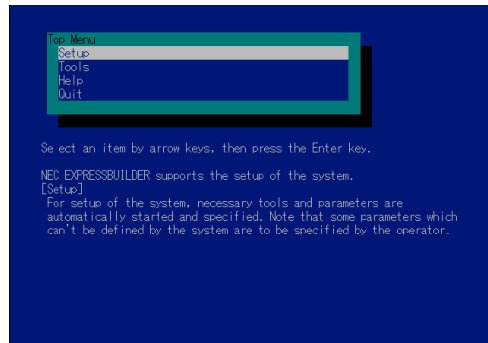 Top Menu
Setup
Tools
Help
Quit
Se ect an item by arrow keys, then press the Enter key.
NEC EXPRESSBUILDER supports the setup of the system.
[Setup]
For setup of the system, necessary tools and parameters are
automatically started and specified. Note that some parameters which
can't be defined by the system are to be specified by the operator.